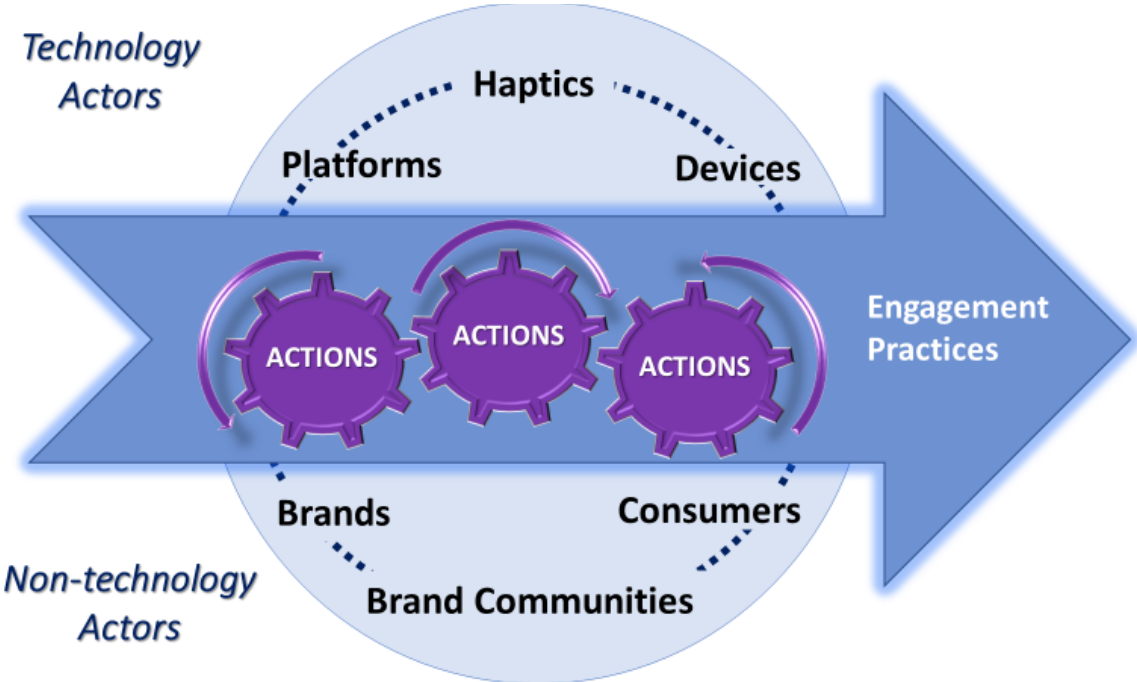 Technology
Actors
Haptics
Platforms
Devices
ACTIONS
ACTIONS
ACTIONS
Engagement
Practices
Brands
Consumers
Brand Communities
Non-technology
Actors